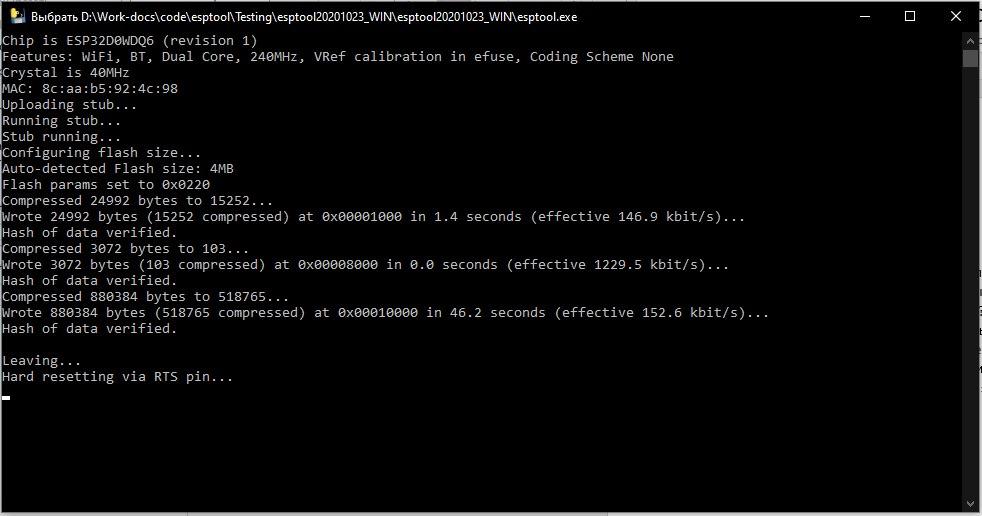 Выбрать D:\Work-docs\code\esptool\Testing\esptool20201023_WIN\esptool20201023_WIN\esptool.exe
Chip is ESP32D0WDQ6 (revision 1)
Features: WiFi, BT, Dual Core, 240MHz, VRef calibration in efuse, Coding Scheme None
Crystal is 40MHz
MAC: 8c:aa:b5:92:4c:98
Uploading stub...
Running stub...
Stub running...
Configuring flash size...
Auto-detected Flash size: 4MB
Flash params set to 0x0220
Compressed 24992 bytes to 15252...
Wrote 24992 bytes (15252 compressed) at 0x00001000 in 1.4 seconds (effective 146.9 kbit/s)...
Hash of data verified.
Compressed 3072 bytes to 103...
Wrote 3072 bytes (103 compressed) at 0x00008000 in 0.0 seconds (effective 1229.5 kbit/s)...
Hash of data verified.
Compressed 880384 bytes to 518765...
Wrote 880384 bytes (518765 compressed) at 0x00010000 in 46.2 seconds (effective 152.6 kbit/s)...
Hash of data verified.
Leaving...
Hard resetting via RTS pin...